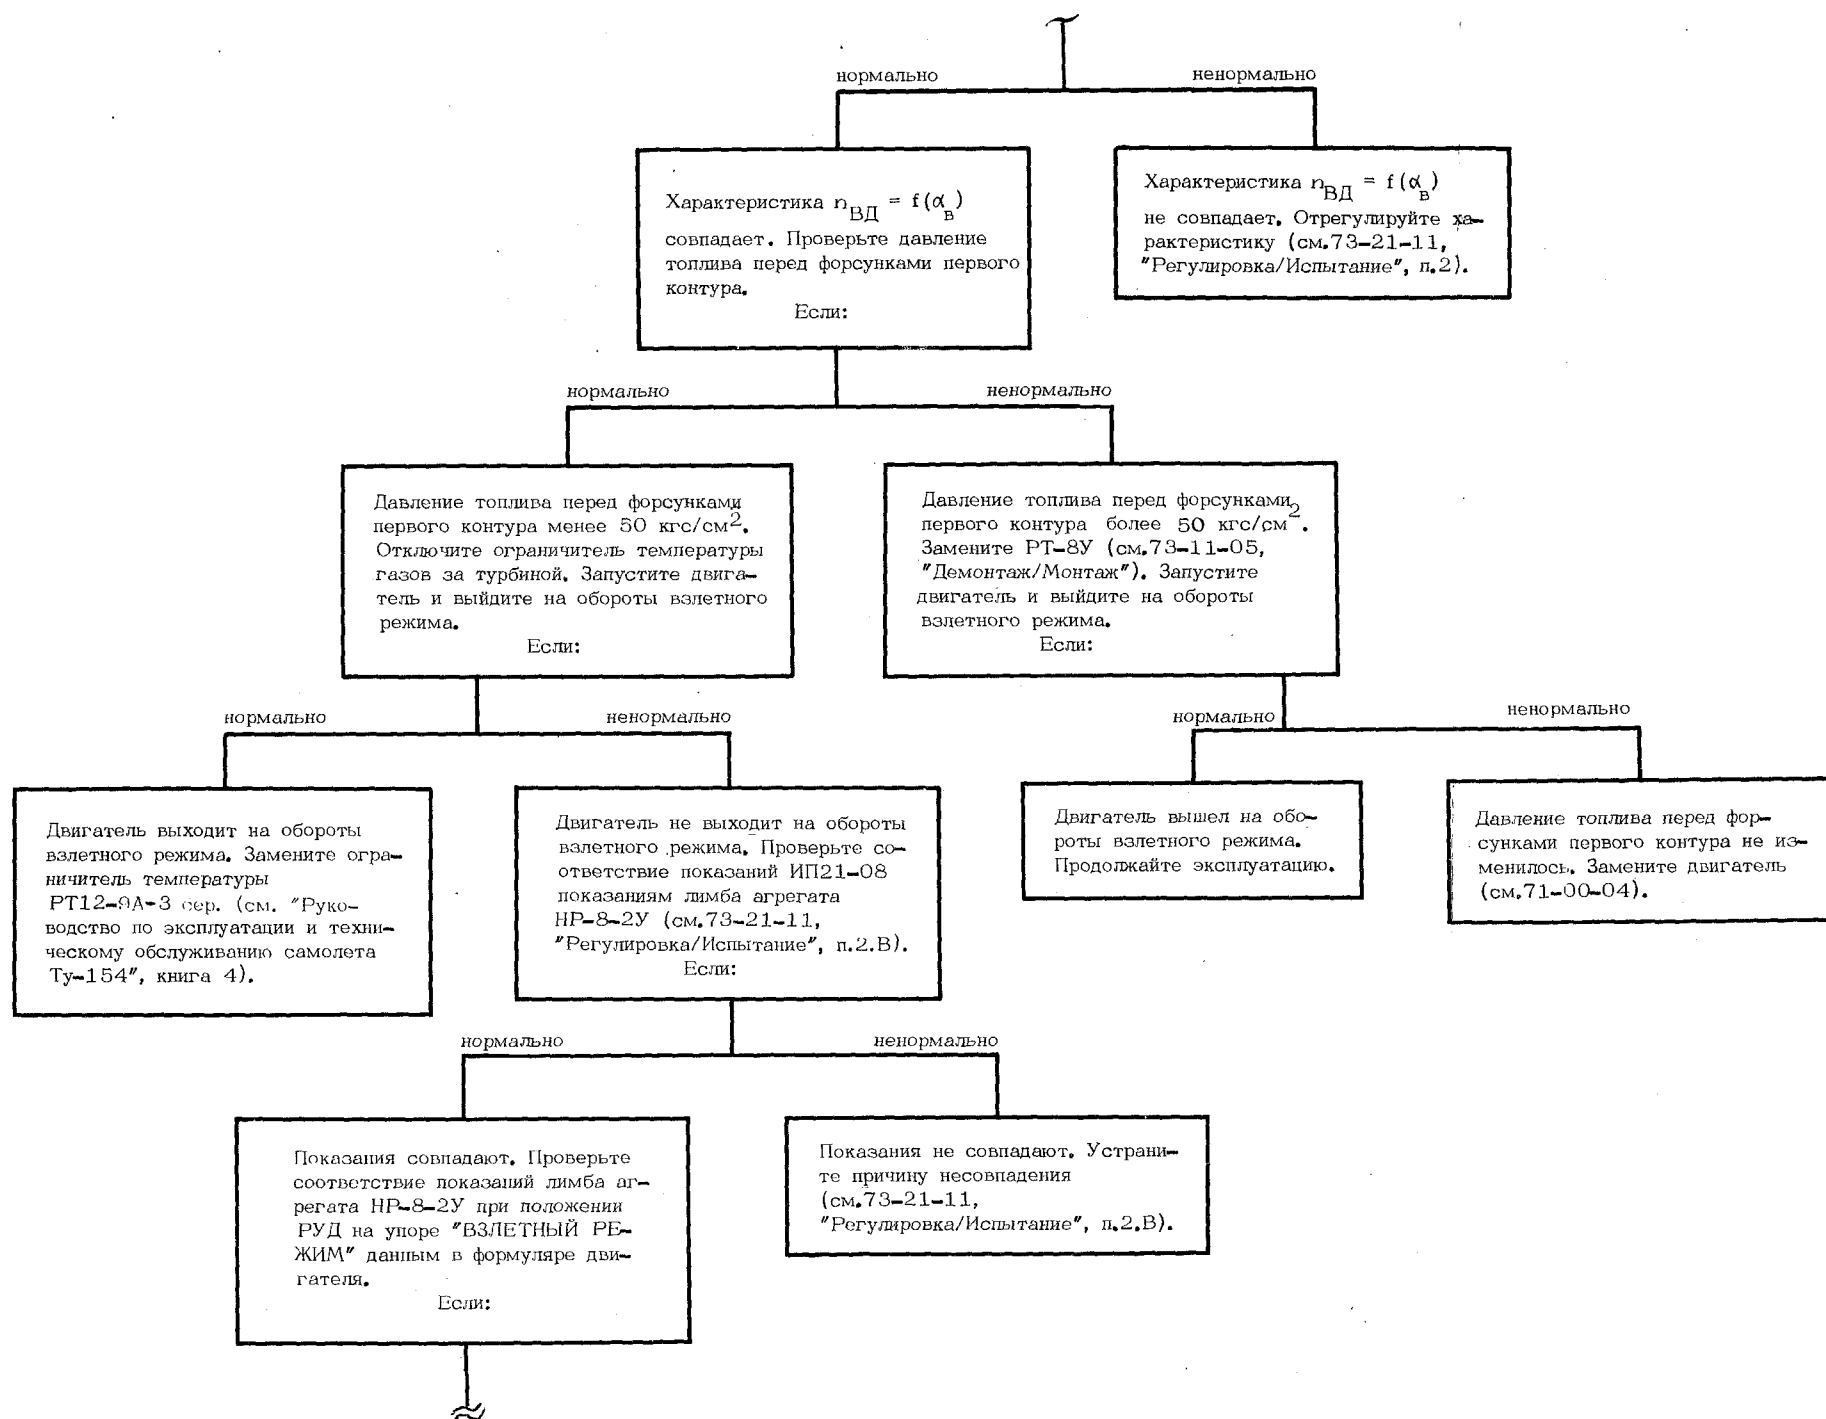 нормально
ненормально
Характеристика nВД = f(αв)
совпадает. Проверьте давление
топлива перед форсунками первого
контура.
Если:
Характеристика nВД = f(αв)
не совпадает. Отрегулируйте ха-
рактеристику (см.73-21-11,
"Регулировка/Испытание", п.2).
нормально
ненормально
Давление топлива перед форсунками
первого контура менее 50 кгс/см².
Отключите ограничитель температуры
газов за турбиной. Запустите двига-
тель и выйдите на обороты взлетного
режима.
Если:
Давление топлива перед форсунками
первого контура более 50 кгс/см².
Замените РТ-8У (см.73-11-05,
"Демонтаж/Монтаж"). Запустите
двигатель и выйдите на обороты
взлетного режима.
Если:
нормально
ненормально
нормально
ненормально
Двигатель выходит на обороты
взлетного режима. Замените огра-
ничитель температуры
РТ12-9А-3 сер. (см. "Руко-
водство по эксплуатации и техни-
ческому обслуживанию самолета
Ту-154", книга 4).
Двигатель не выходит на обороты
взлетного режима. Проверьте со-
ответствие показаний ИП21-08
показаниям лимба агрегата
НР-8-2У (см.73-21-11,
"Регулировка/Испытание", п.2.В).
Если:
Двигатель вышел на обо-
роты взлетного режима.
Продолжайте эксплуатацию.
Давление топлива перед фор-
сунками первого контура не из-
менилось. Замените двигатель
(см.71-00-04).
нормально
ненормально
Показания совпадают. Проверьте
соответствие показаний лимба аг-
регата НР-8-2У при положении
РУД на упоре "ВЗЛЕТНЫЙ РЕ-
ЖИМ" данным в формуляре дви-
гателя.
Если:
Показания не совпадают. Устрани-
те причину несовпадения
(см.73-21-11,
"Регулировка/Испытание", п.2.В).